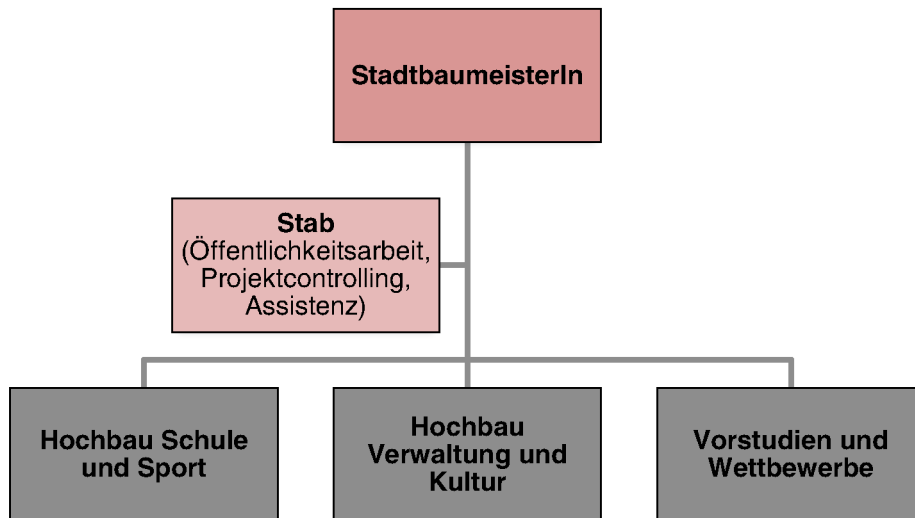 StadtbaumeisterIn
Stab
(Öffentlichkeitsarbeit,
Projektcontrolling,
Assistenz)
Hochbau Schule
und Sport
Hochbau
Verwaltung und
Kultur
Vorstudien und
Wettbewerbe